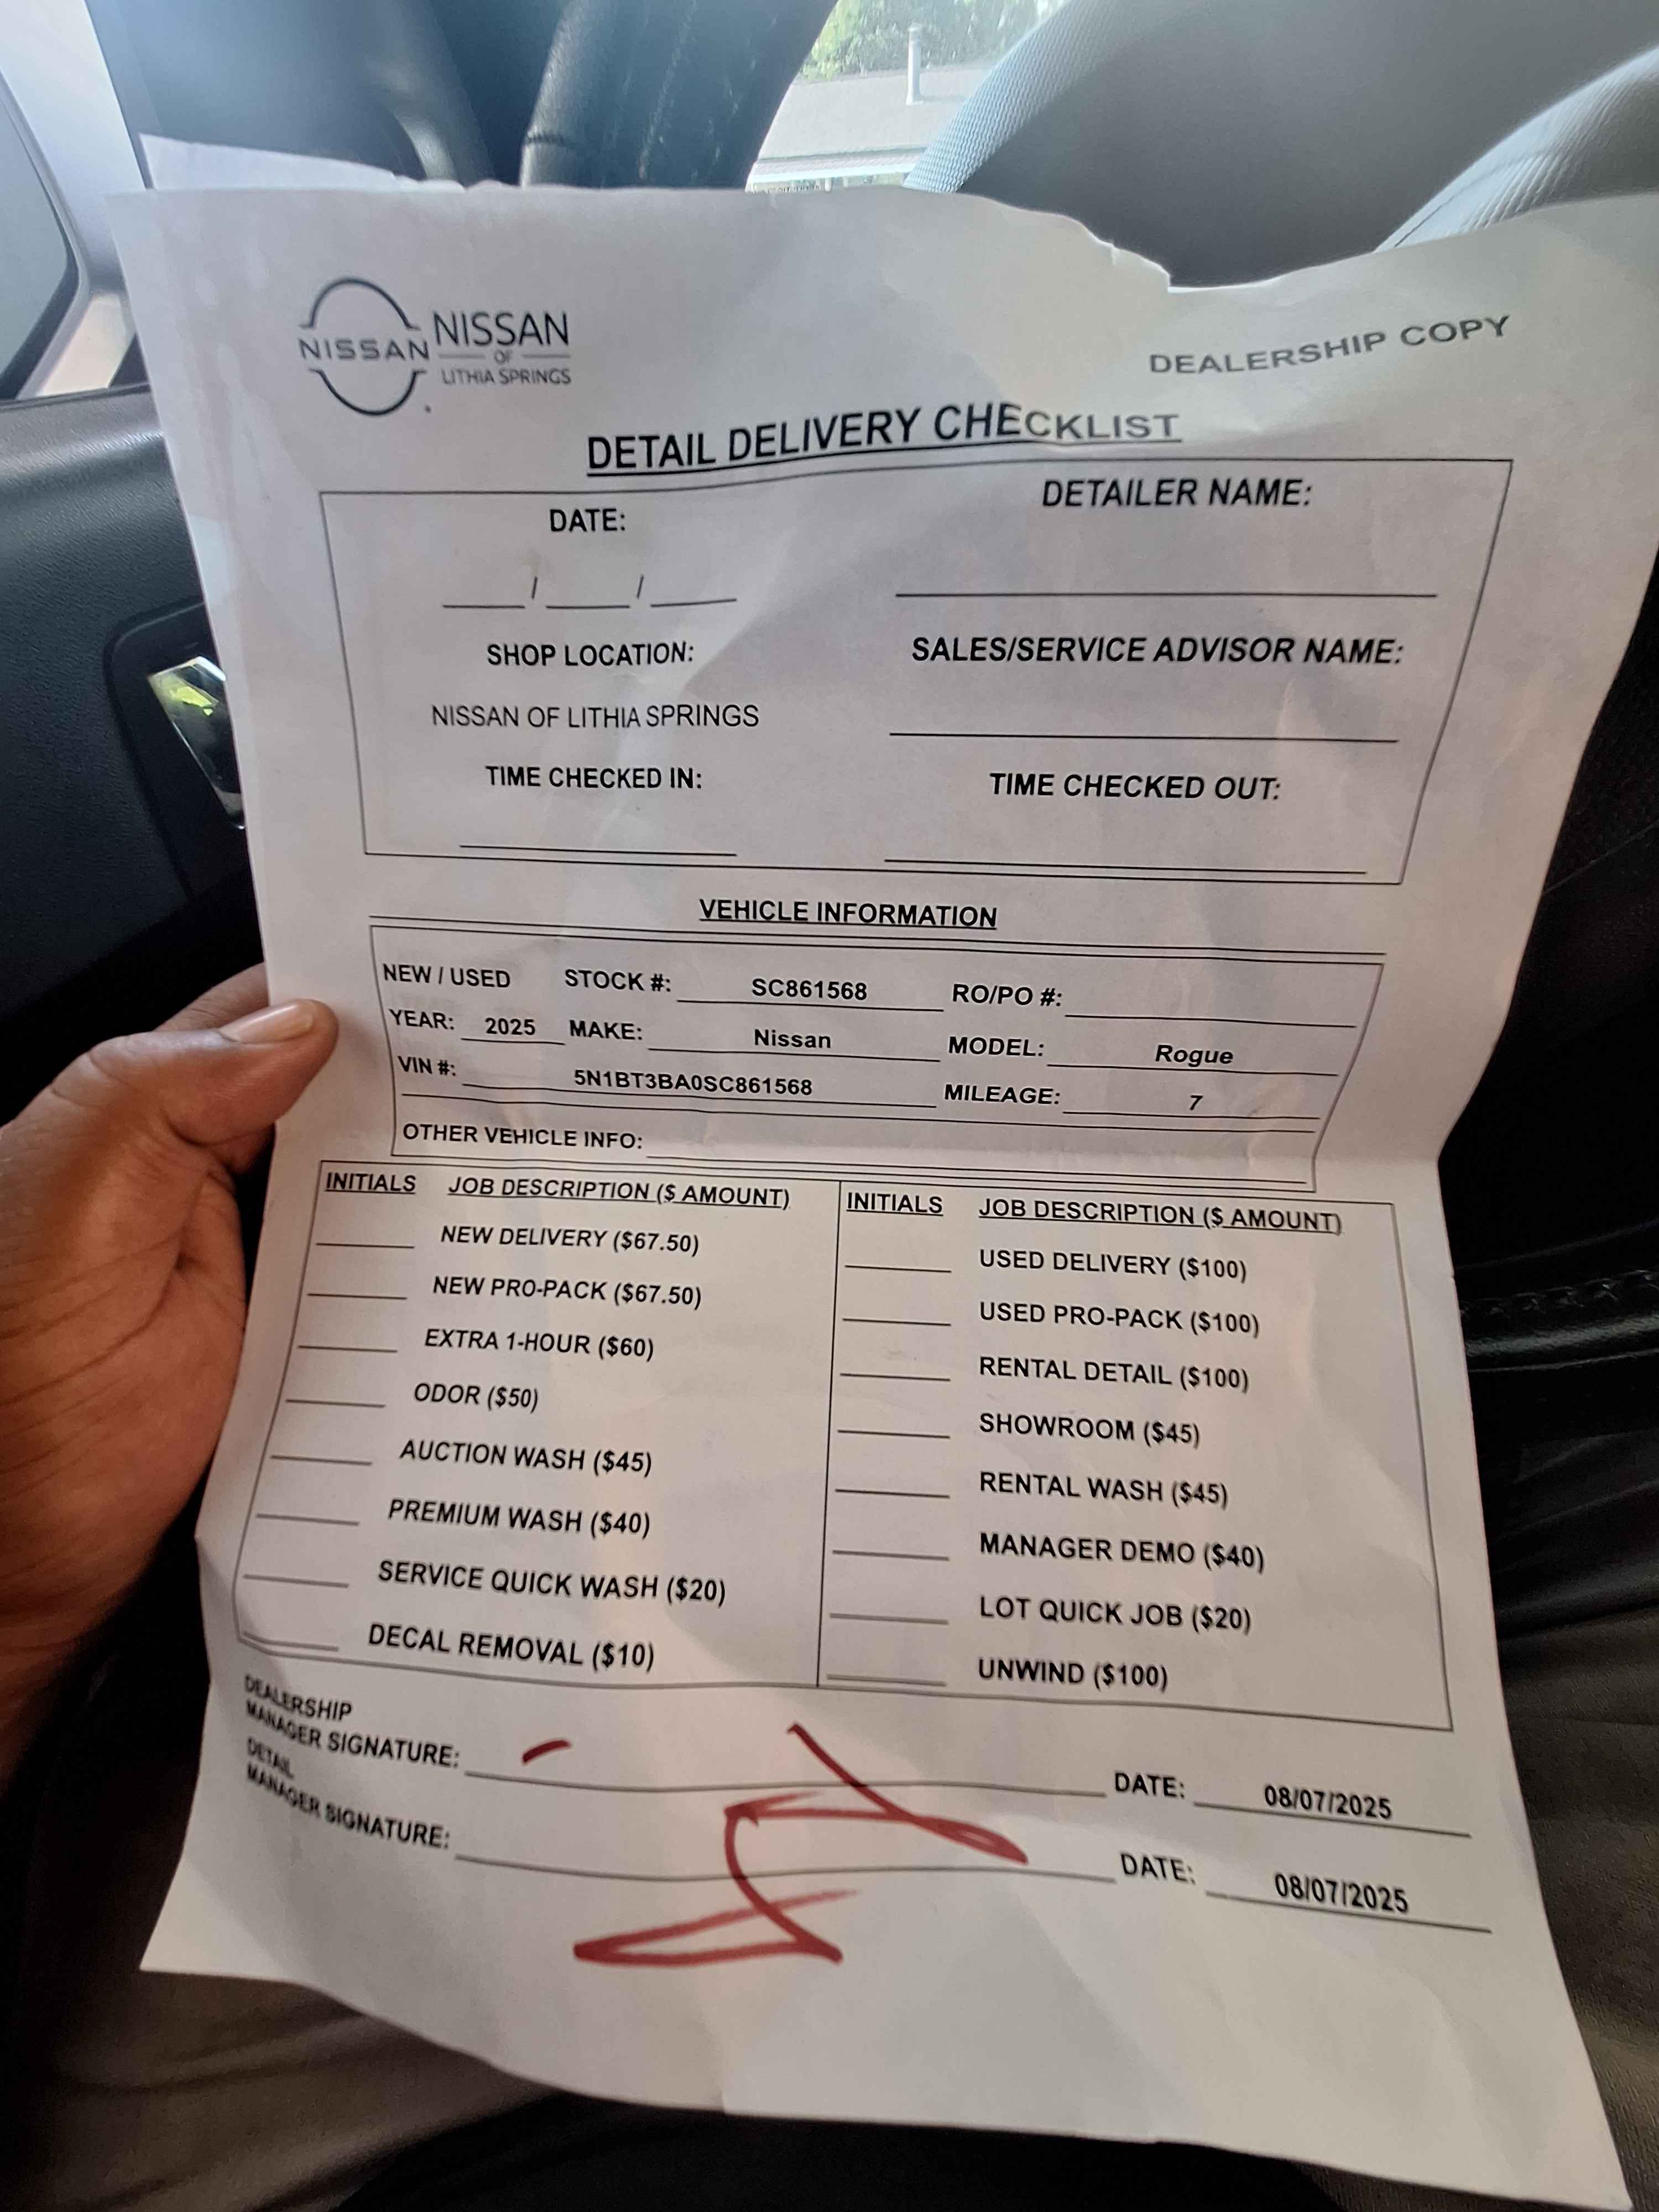 NISSAN
NISSAN
OF
LITHIA SPRINGS
DEALERSHIP COPY
DETAIL DELIVERY CHECKLIST
DATE:
DETAILER NAME:
____/____/____
SHOP LOCATION:
SALES/SERVICE ADVISOR NAME:
NISSAN OF LITHIA SPRINGS
TIME CHECKED IN:
TIME CHECKED OUT:
VEHICLE INFORMATION
NEW / USED STOCK #: SC861568 RO/PO #:
YEAR: 2025 MAKE: Nissan MODEL: Rogue
VIN #: 5N1BT3BA0SC861568 MILEAGE: 7
OTHER VEHICLE INFO:
INITIALS JOB DESCRIPTION ($ AMOUNT)
NEW DELIVERY ($67.50)
NEW PRO-PACK ($67.50)
EXTRA 1-HOUR ($60)
ODOR ($50)
AUCTION WASH ($45)
PREMIUM WASH ($40)
SERVICE QUICK WASH ($20)
DECAL REMOVAL ($10)
INITIALS JOB DESCRIPTION ($ AMOUNT)
USED DELIVERY ($100)
USED PRO-PACK ($100)
RENTAL DETAIL ($100)
SHOWROOM ($45)
RENTAL WASH ($45)
MANAGER DEMO ($40)
LOT QUICK JOB ($20)
UNWIND ($100)
DEALERSHIP
MANAGER SIGNATURE: DATE: 08/07/2025
DETAIL
MANAGER SIGNATURE: DATE: 08/07/2025